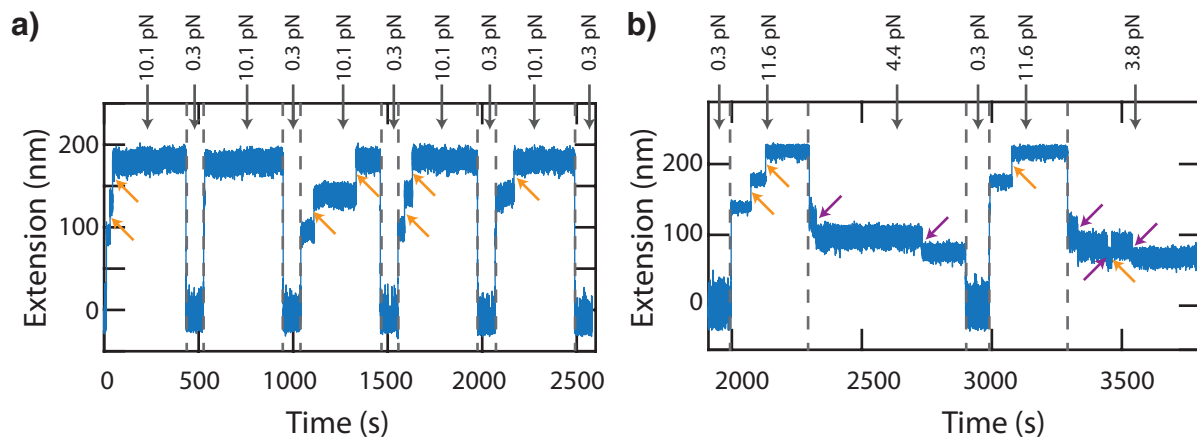 a)
10.1 pN
0.3 pN
10.1 pN
0.3 pN
10.1 pN
0.3 pN
10.1 pN
0.3 pN
10.1 pN
0.3 pN
Extension (nm)
200
100
0
0
500
1000
1500
2000
2500
Time (s)
b)
0.3 pN
11.6 pN
4.4 pN
0.3 pN
11.6 pN
3.8 pN
Extension (nm)
200
100
0
2000
2500
3000
3500
Time (s)